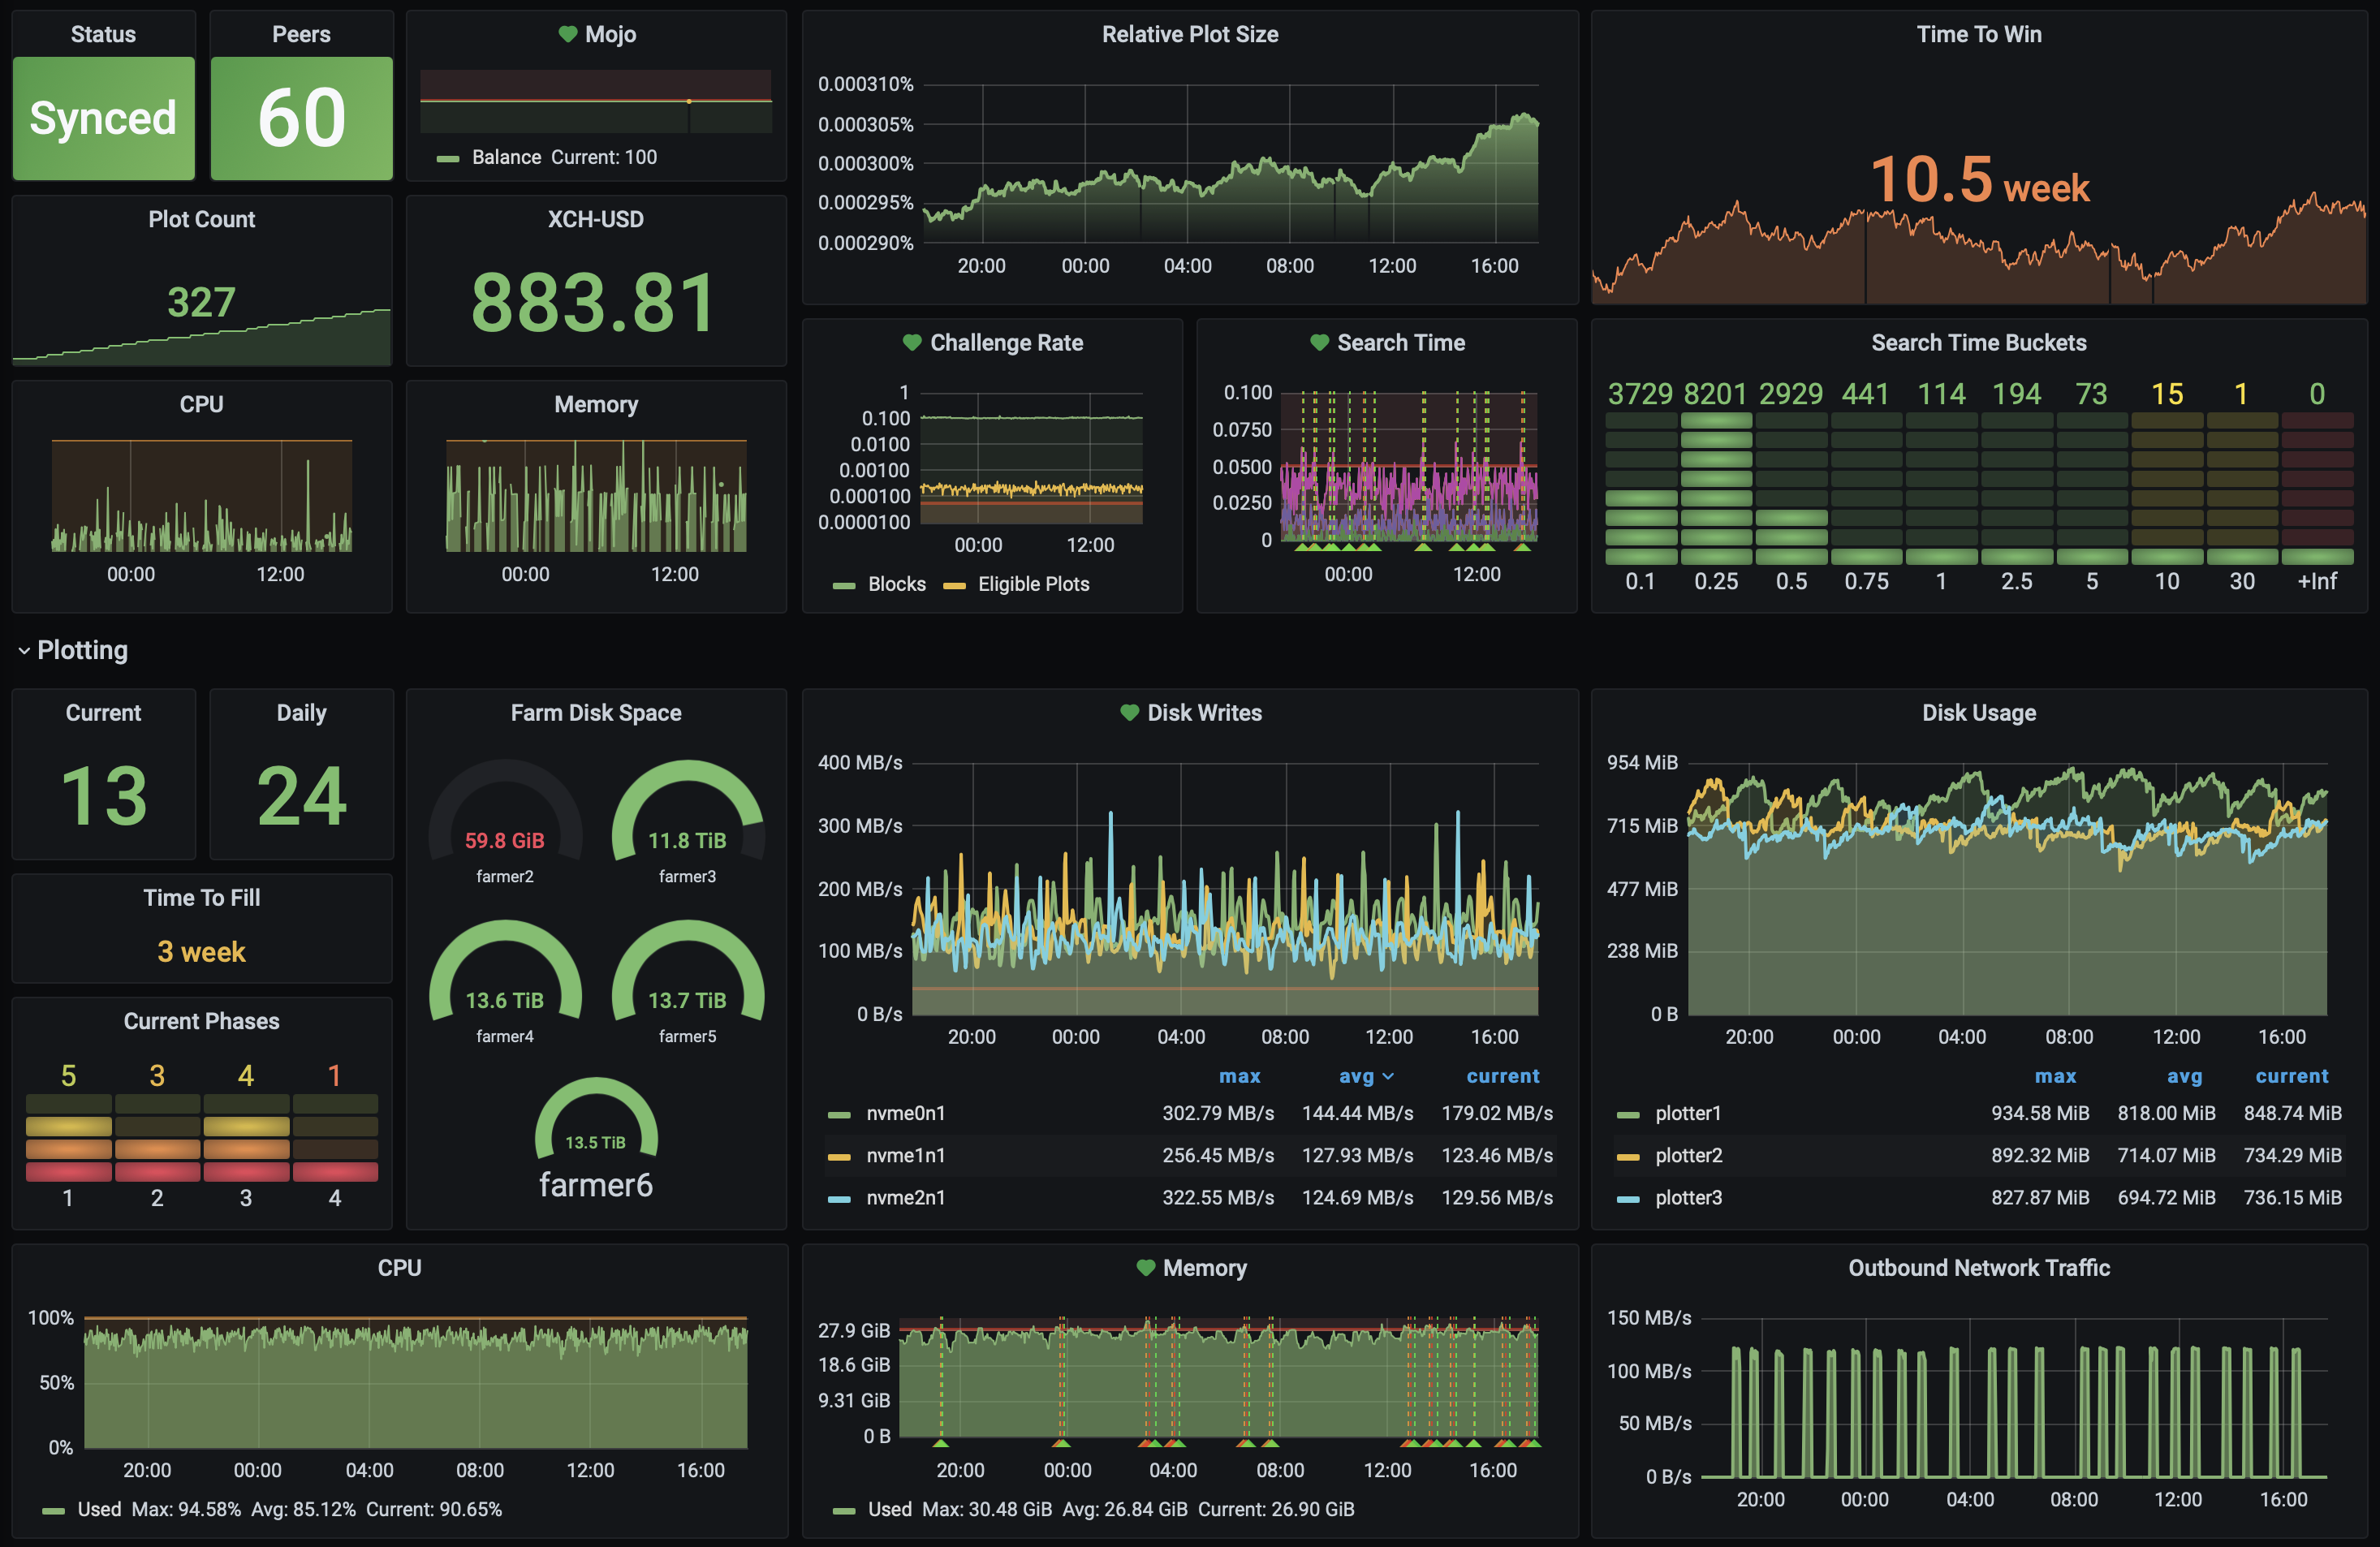 Status
Synced
Peers
60
Mojo
Balance Current: 100
Relative Plot Size
0.000310%
0.000305%
0.000300%
0.000295%
0.000290%
20:00 00:00 04:00 08:00 12:00 16:00
Time To Win
10.5 week
Plot Count
327
XCH-USD
883.81
CPU
00:00 12:00
Memory
00:00 12:00
Challenge Rate
1
0.100
0.0100
0.00100
0.000100
0.0000100
00:00 12:00
Blocks Eligible Plots
Search Time
0.100
0.0750
0.0500
0.0250
0
00:00 12:00
Search Time Buckets
3729 8201 2929 441 114 194 73 15 1 0
0.1 0.25 0.5 0.75 1 2.5 5 10 30 +Inf
Plotting
Current
13
Daily
24
Time To Fill
3 week
Current Phases
5 3 4 1
1 2 3 4
Farm Disk Space
59.8 GiB
farmer2
11.8 TiB
farmer3
13.6 TiB
farmer4
13.7 TiB
farmer5
13.5 TiB
farmer6
Disk Writes
400 MB/s
300 MB/s
200 MB/s
100 MB/s
0 B/s
20:00 00:00 04:00 08:00 12:00 16:00
max avg current
nvme0n1 302.79 MB/s 144.44 MB/s 179.02 MB/s
nvme1n1 256.45 MB/s 127.93 MB/s 123.46 MB/s
nvme2n1 322.55 MB/s 124.69 MB/s 129.56 MB/s
Disk Usage
954 MiB
715 MiB
477 MiB
238 MiB
0 B
20:00 00:00 04:00 08:00 12:00 16:00
max avg current
plotter1 934.58 MiB 818.00 MiB 848.74 MiB
plotter2 892.32 MiB 714.07 MiB 734.29 MiB
plotter3 827.87 MiB 694.72 MiB 736.15 MiB
CPU
100%
50%
0%
20:00 00:00 04:00 08:00 12:00 16:00
Used Max: 94.58% Avg: 85.12% Current: 90.65%
Memory
27.9 GiB
18.6 GiB
9.31 GiB
0 B
20:00 00:00 04:00 08:00 12:00 16:00
Used Max: 30.48 GiB Avg: 26.84 GiB Current: 26.90 GiB
Outbound Network Traffic
150 MB/s
100 MB/s
50 MB/s
0 B/s
20:00 00:00 04:00 08:00 12:00 16:00